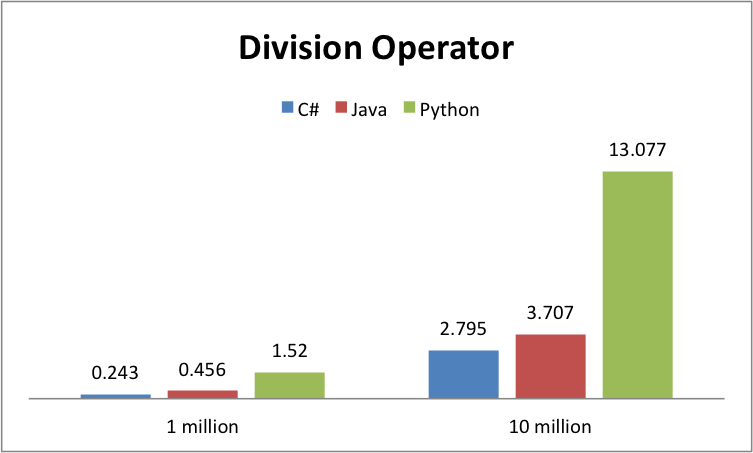 Division Operator
C# Java Python
13.077
3.707
2.795
1.52
0.456
0.243
1 million 10 million